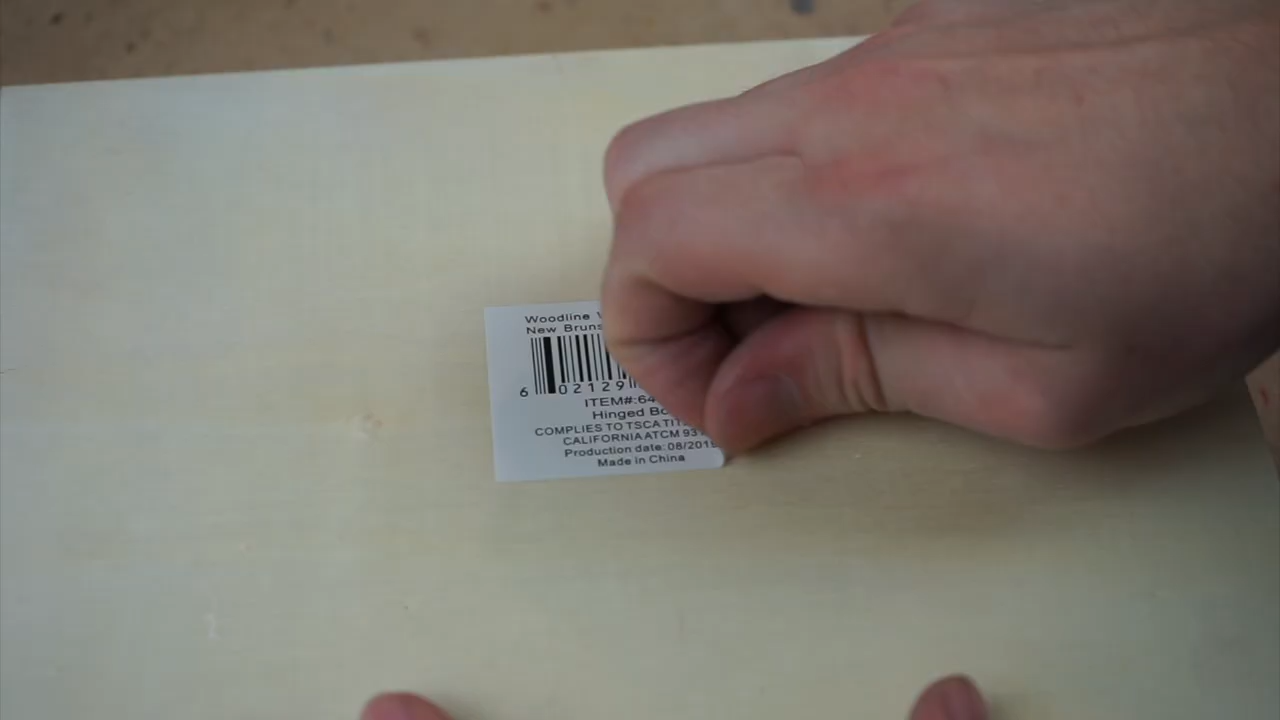 Woodline
New Bruns
6 02129
ITEM#:64
Hinged Bo
COMPLIES TO TSCA TIT
CALIFORNIA ATCM 93
Production date: 08/2019
Made in China